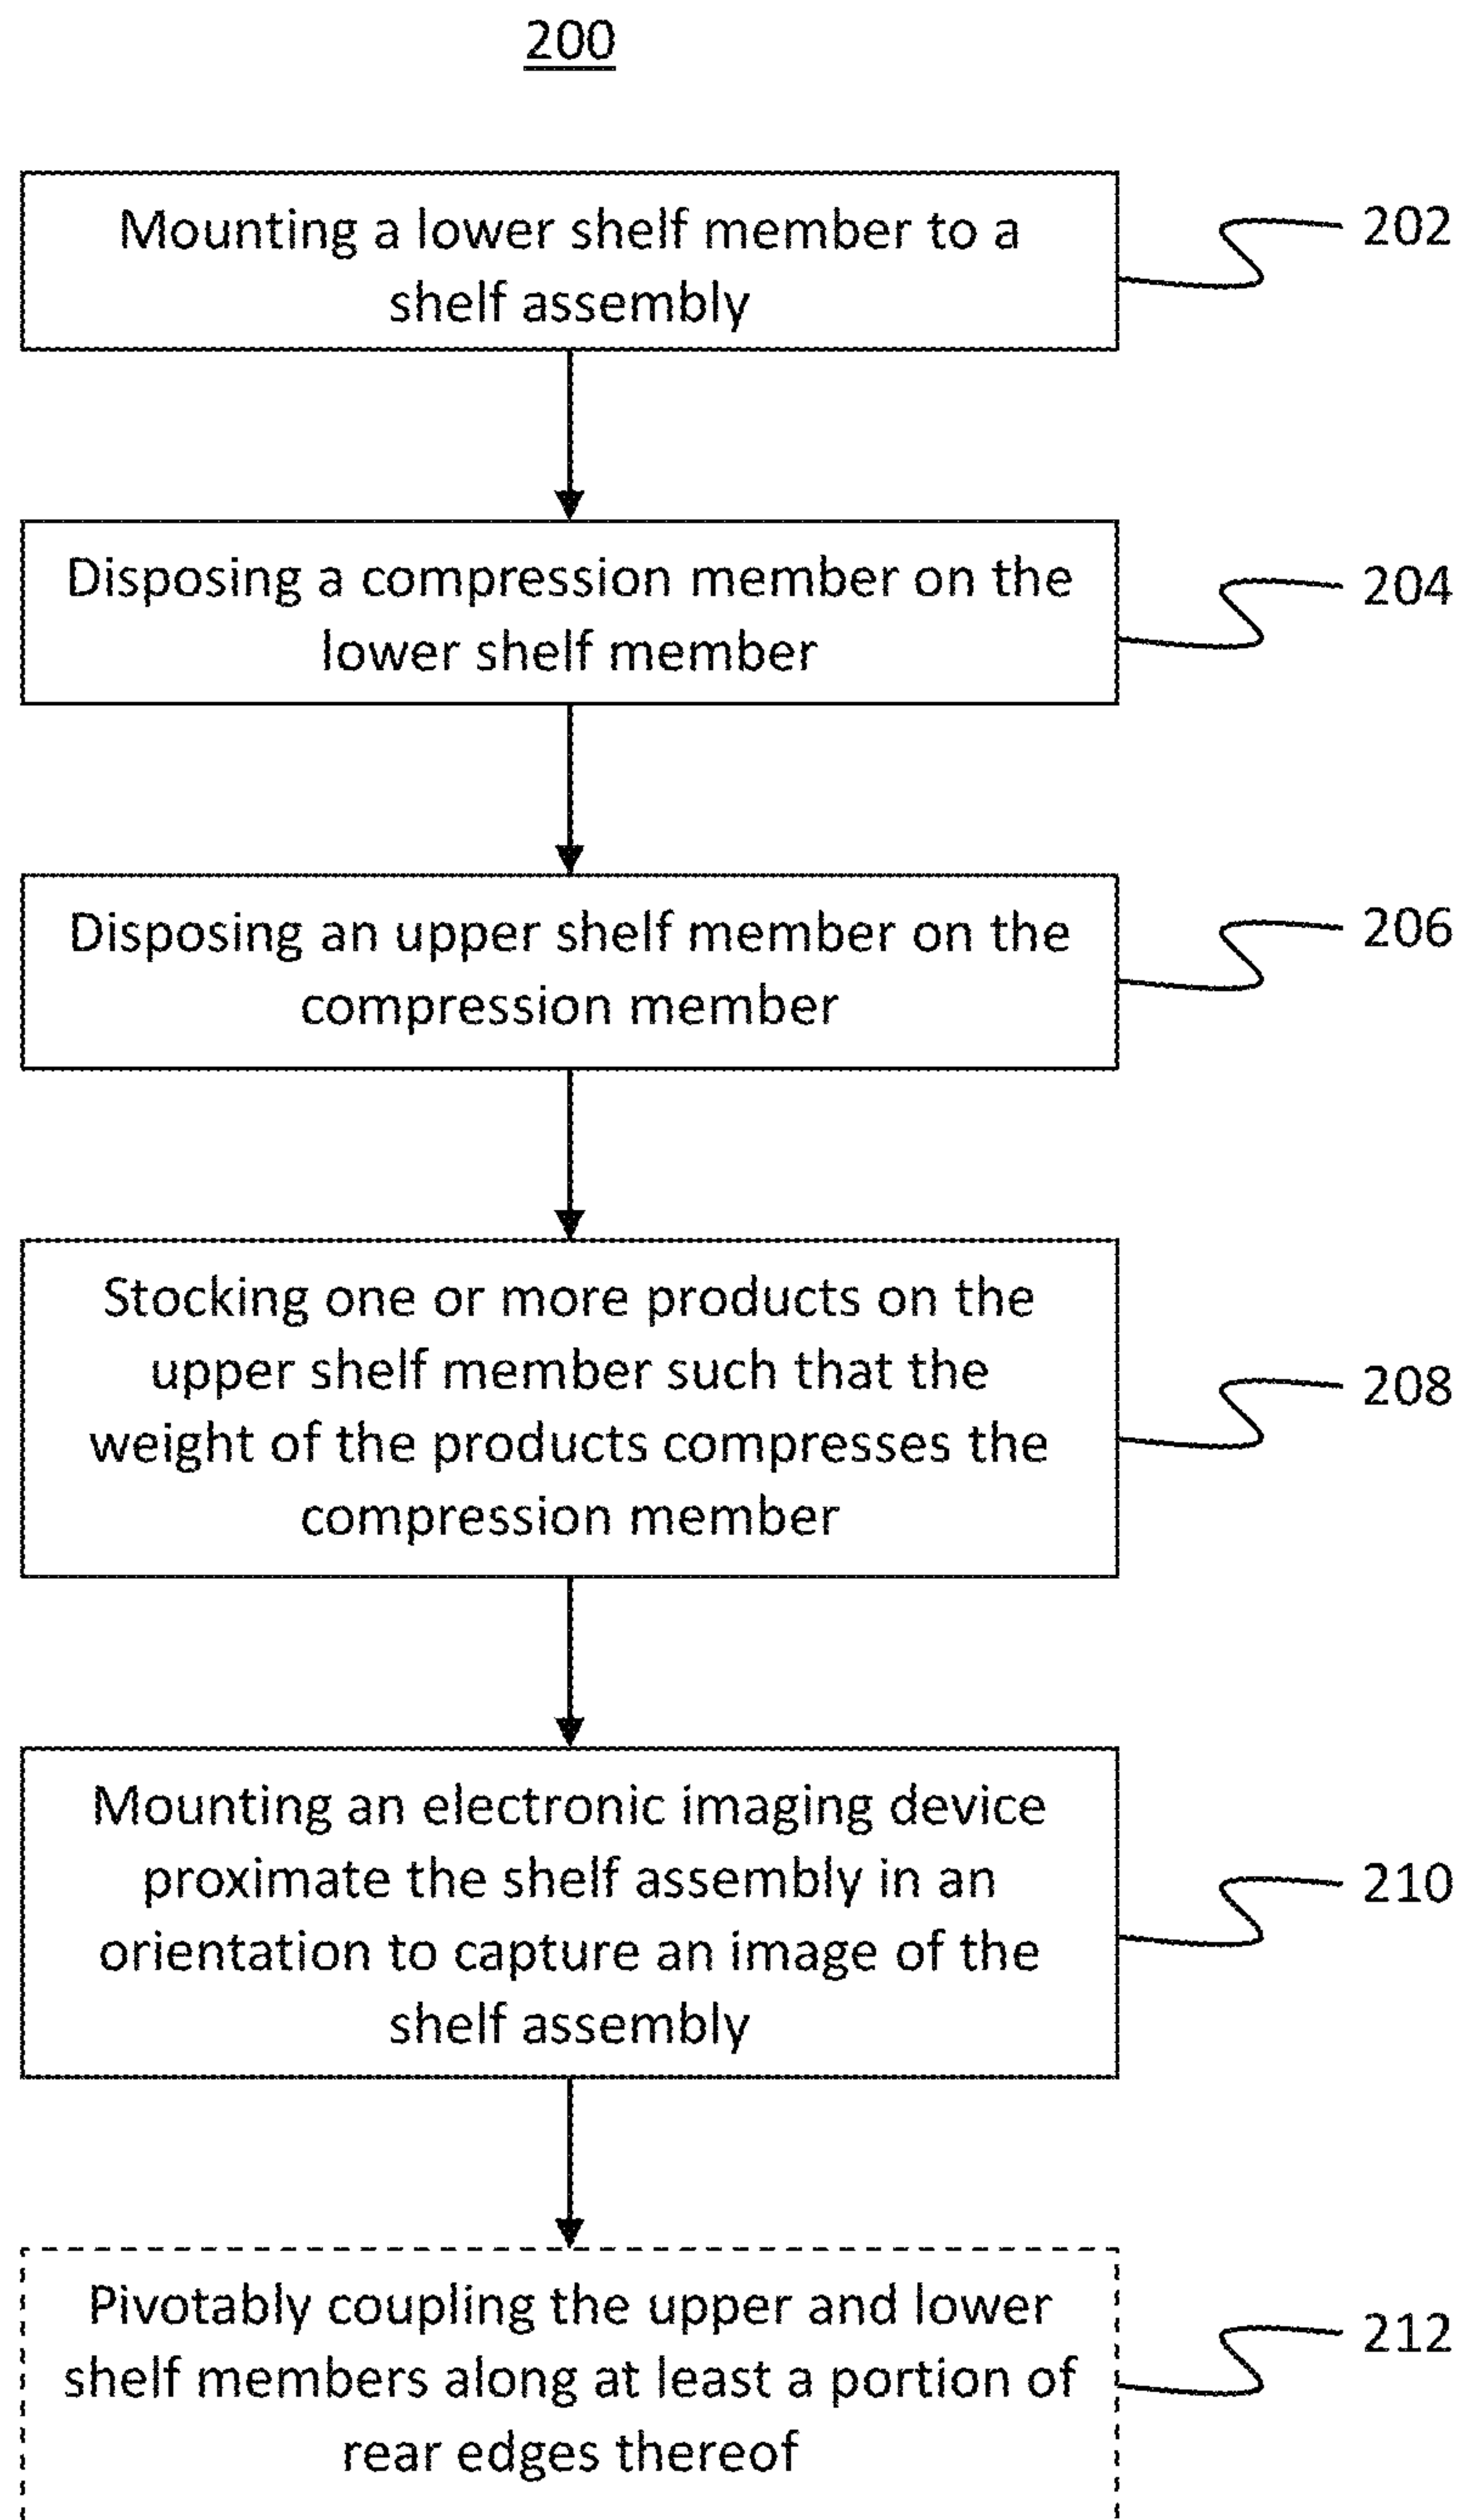 200
Mounting a lower shelf member to a
shelf assembly
202
Disposing a compression member on the
lower shelf member
204
Disposing an upper shelf member on the
compression member
206
Stocking one or more products on the
upper shelf member such that the
weight of the products compresses the
compression member
208
Mounting an electronic imaging device
proximate the shelf assembly in an
orientation to capture an image of the
shelf assembly
210
Pivotably coupling the upper and lower
shelf members along at least a portion of
rear edges thereof
212